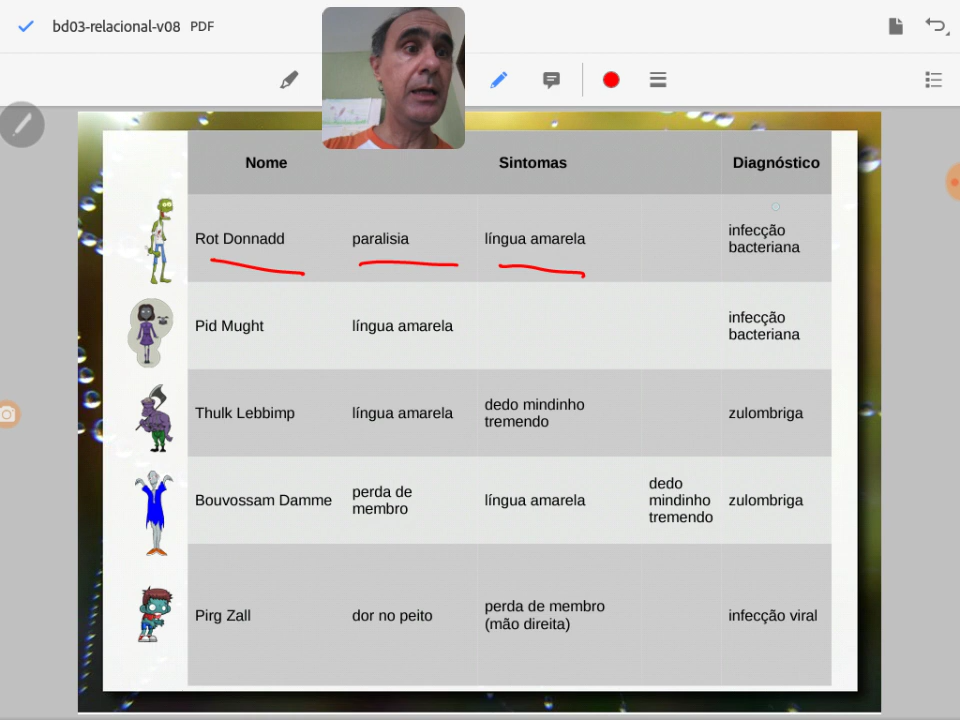 bd03-relacional-v08 PDF
Nome Sintomas Diagnóstico
Rot Donnadd paralisia língua amarela infecção
bacteriana
Pid Mught língua amarela infecção
bacteriana
Thulk Lebbimp língua amarela dedo mindinho
tremendo zulombriga
Bouvossam Damme perda de
membro língua amarela dedo
mindinho
tremendo zulombriga
Pirg Zall dor no peito perda de membro
(mão direita) infecção viral